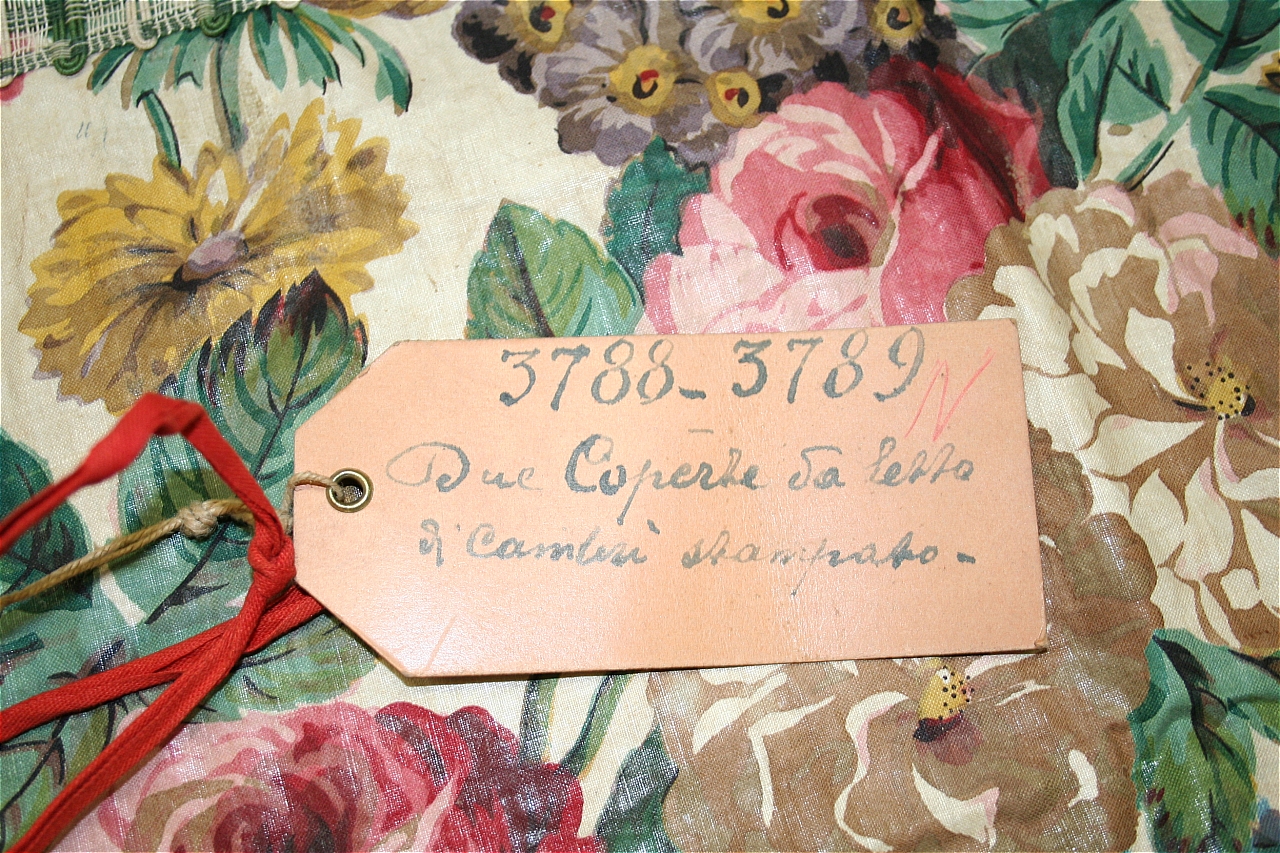 3788-3789 N
Due Coperte da letto
di Cambrì stampato-